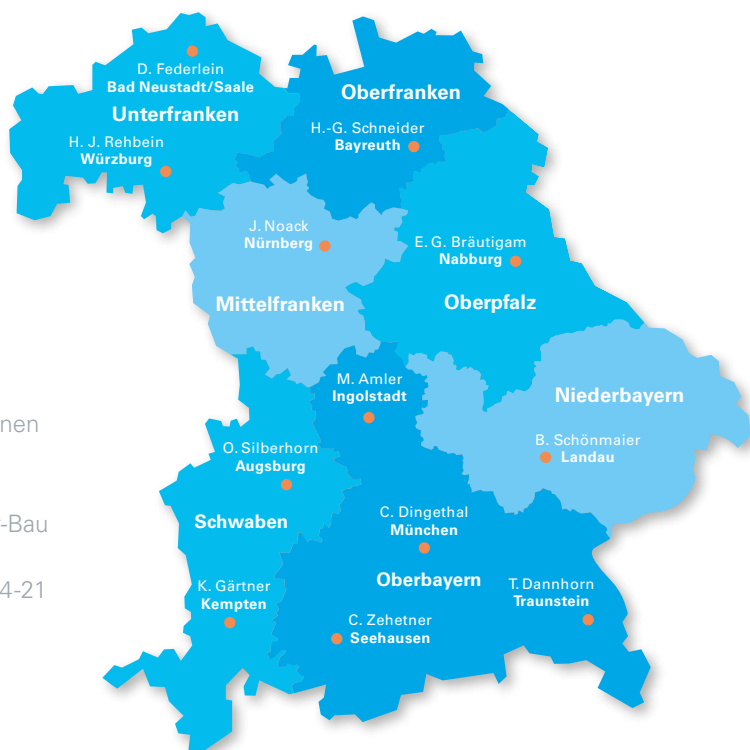 D. Federlein
Bad Neustadt/Saale
Unterfranken
H. J. Rehbein
Würzburg
Oberfranken
H.-G. Schneider
Bayreuth
J. Noack
Nürnberg
Mittelfranken
E. G. Bräutigam
Nabburg
Oberpfalz
M. Amler
Ingolstadt
Niederbayern
B. Schönmaier
Landau
O. Silberhorn
Augsburg
Schwaben
K. Gärtner
Kempten
C. Dingethal
München
Oberbayern
T. Dannhorn
Traunstein
C. Zehetner
Seehausen
nen
-Bau
4-21